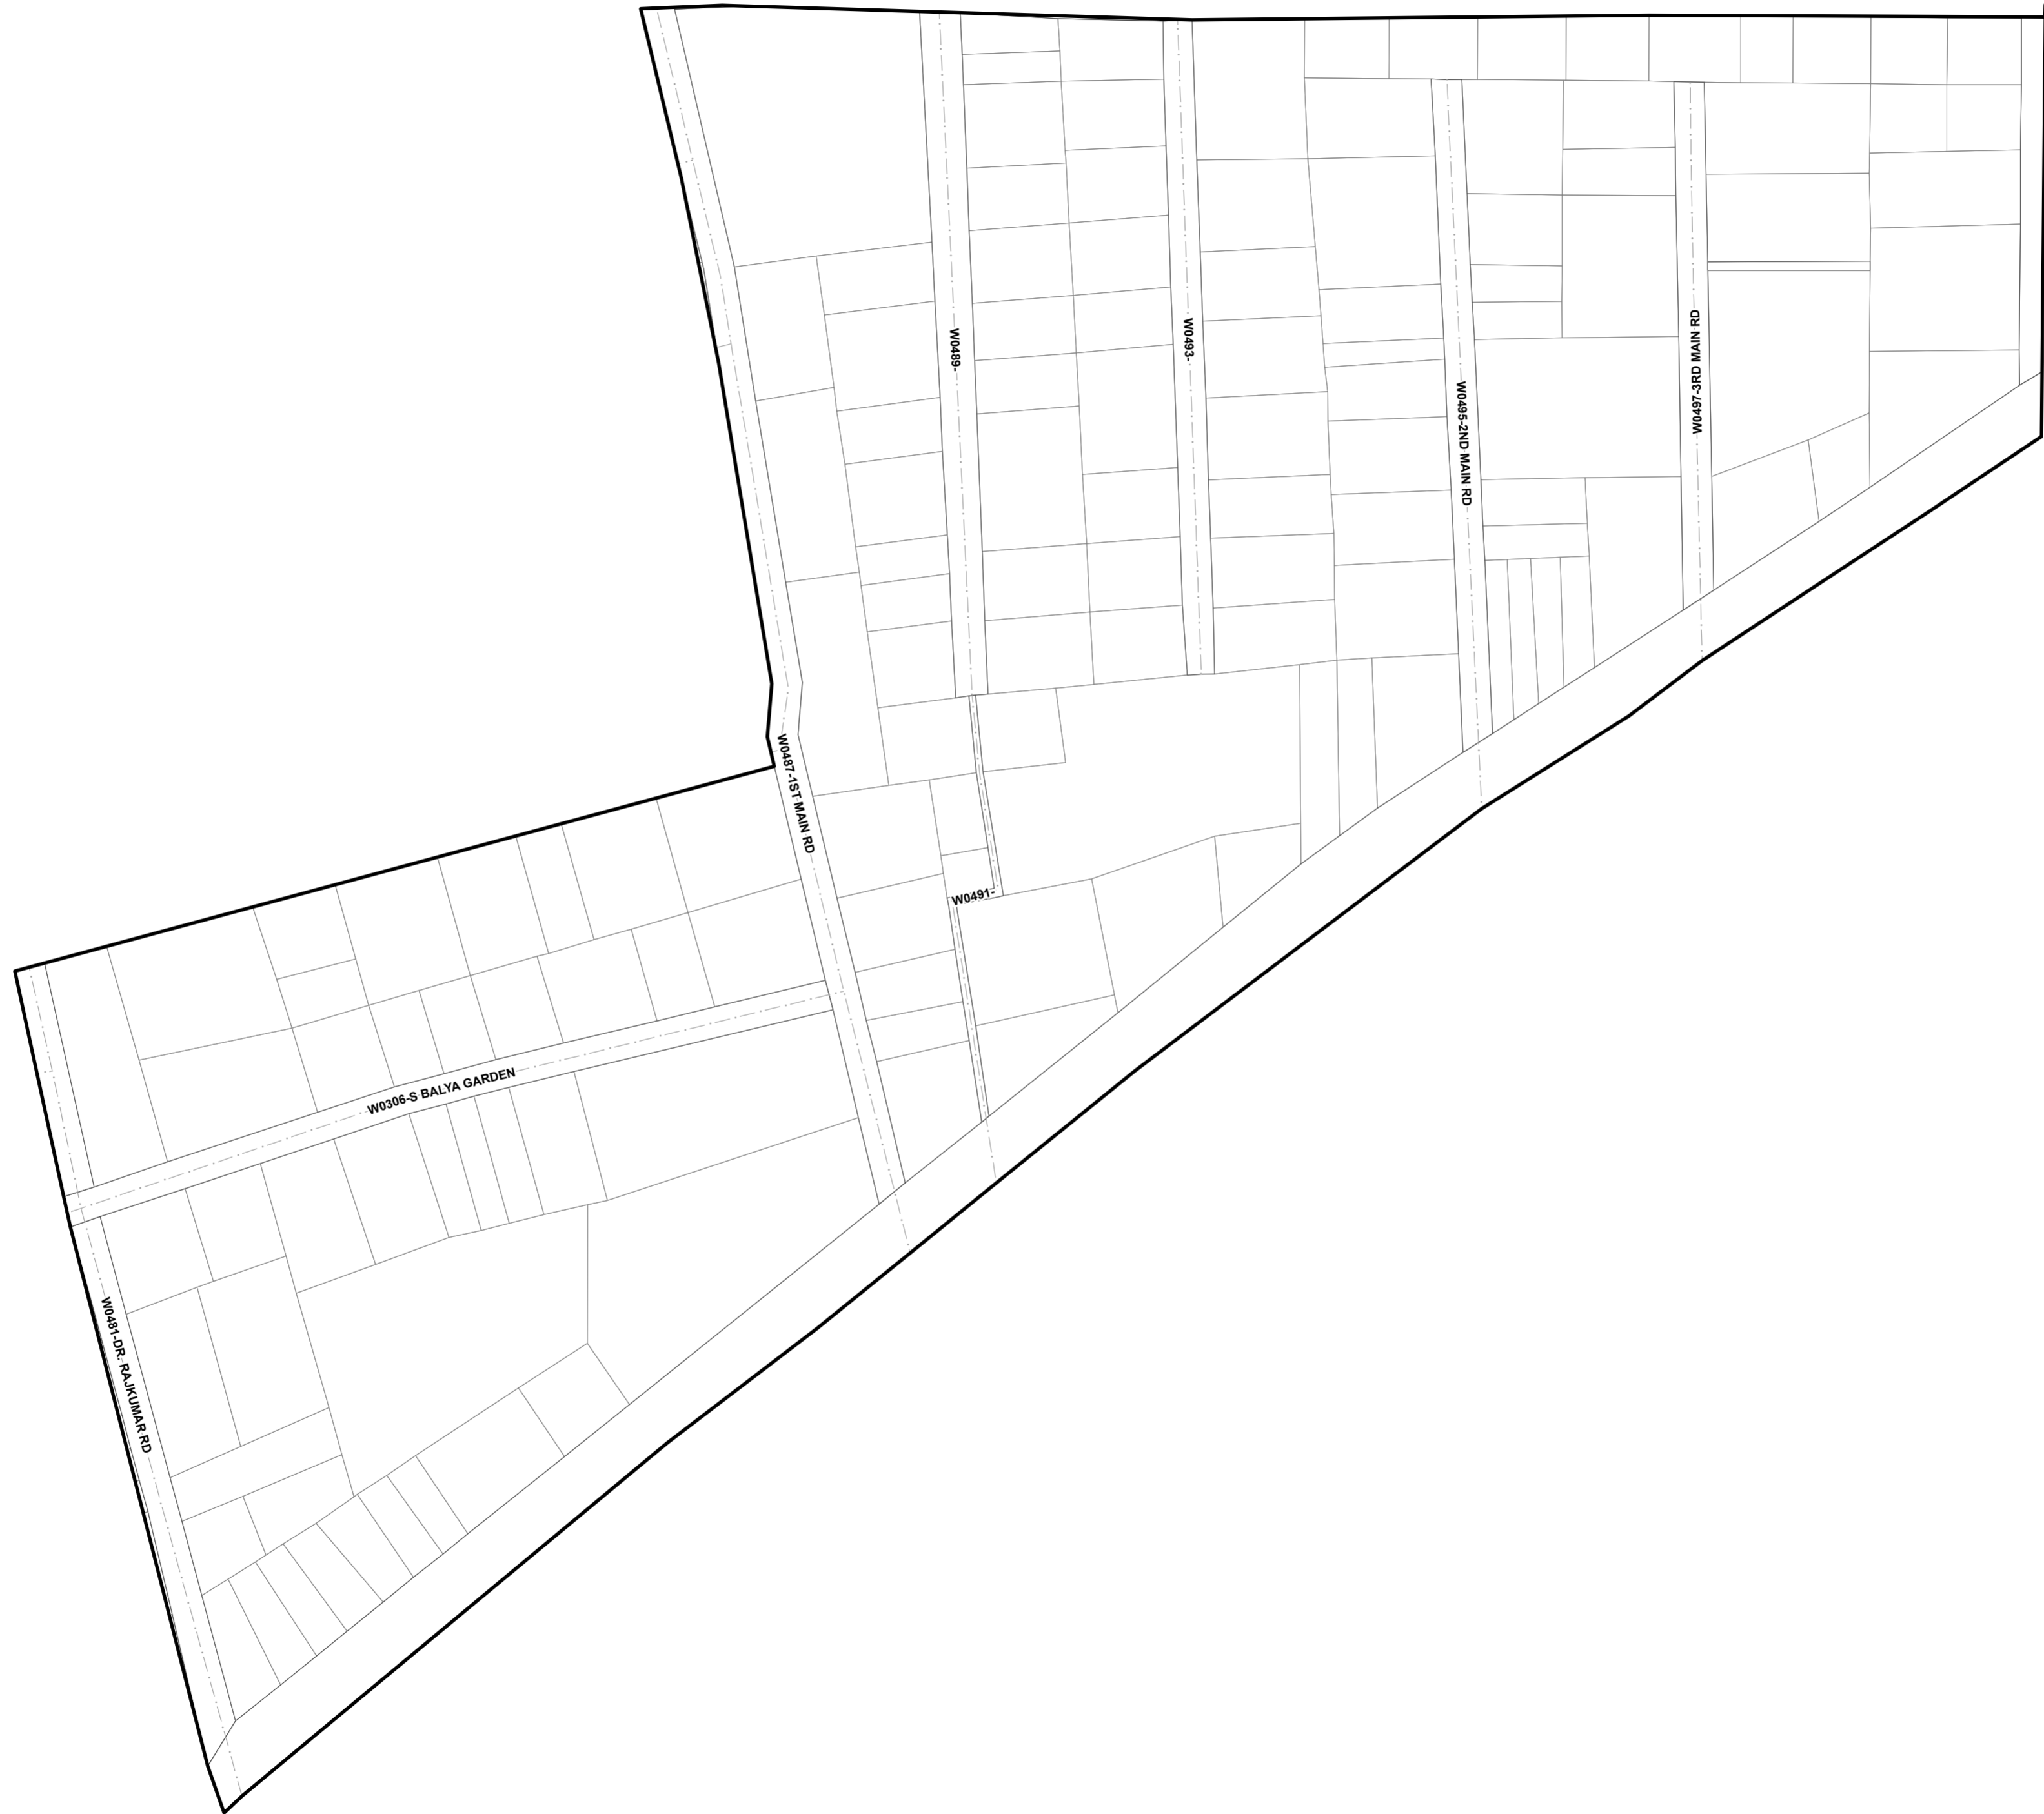 W0489-
W0493-
W0495-2ND MAIN RD
W0497-3RD MAIN RD
W0487-1ST MAIN RD
W0491-
W0306-S BALYA GARDEN
W0481-DR. RAJKUMAR RD